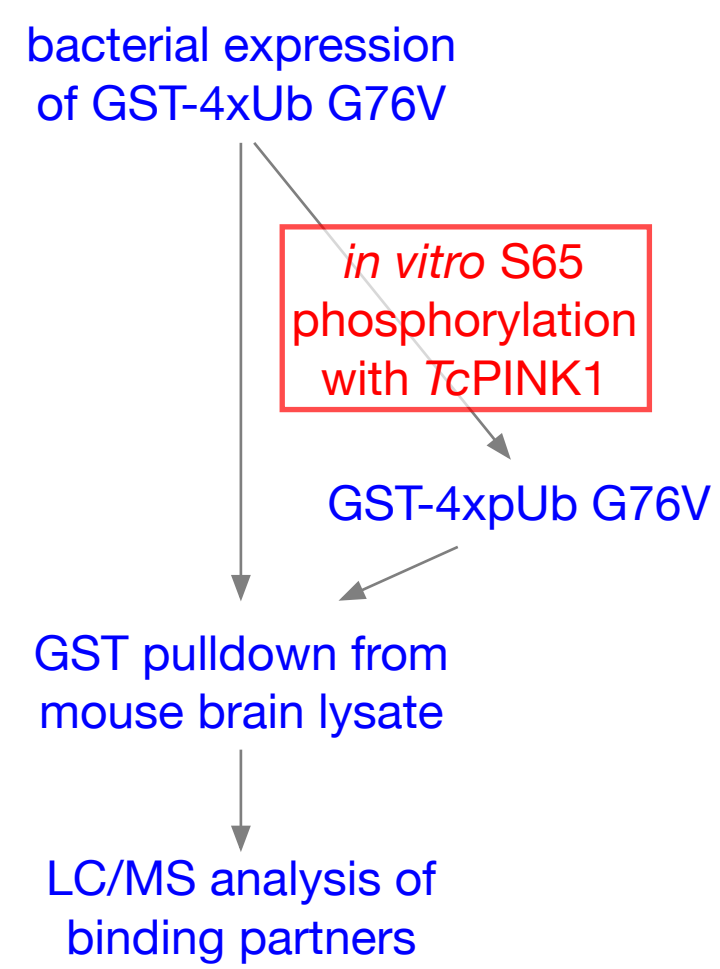 bacterial expression
of GST-4xUb G76V
in vitro S65
phosphorylation
with TcPINK1
GST-4xpUb G76V
GST pulldown from
mouse brain lysate
LC/MS analysis of
binding partners